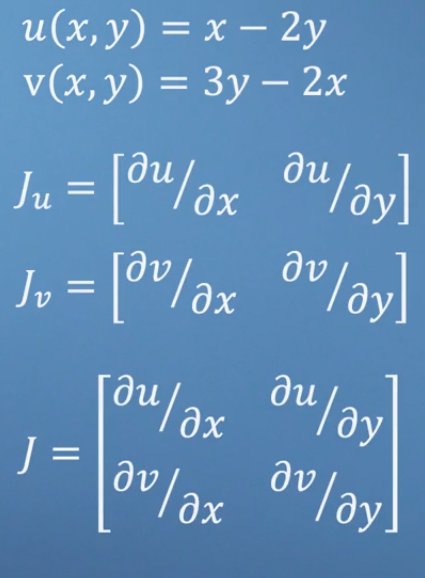 u(x, y) = x − 2y
v(x, y) = 3y − 2x
J_u = [∂u/∂x ∂u/∂y]
J_v = [∂v/∂x ∂v/∂y]
J = [∂u/∂x ∂u/∂y
∂v/∂x ∂v/∂y]